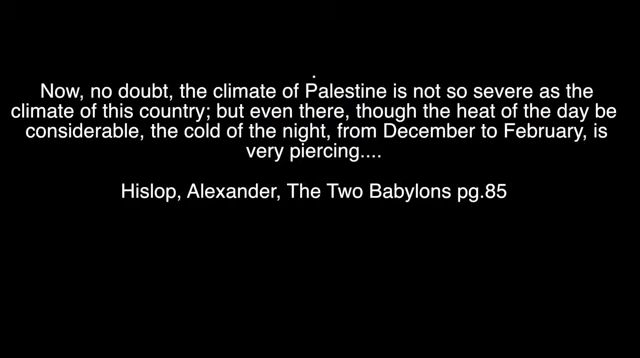 .
Now, no doubt, the climate of Palestine is not so severe as the
climate of this country; but even there, though the heat of the day be
considerable, the cold of the night, from December to February, is
very piercing....
Hislop, Alexander, The Two Babylons pg.85